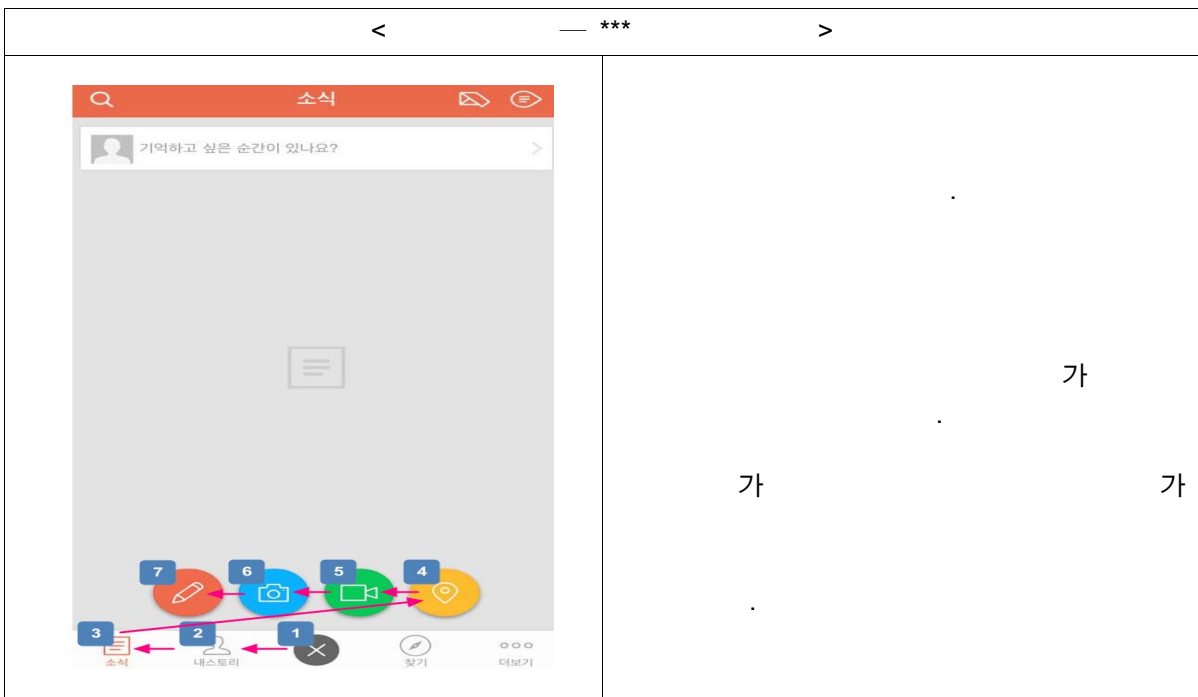 < — *** >
소식
기억하고 싶은 순간이 있나요?
.
가
.
가 가
.
7 6 5 4
3 2 1
소식 내스토리 찾기 더보기